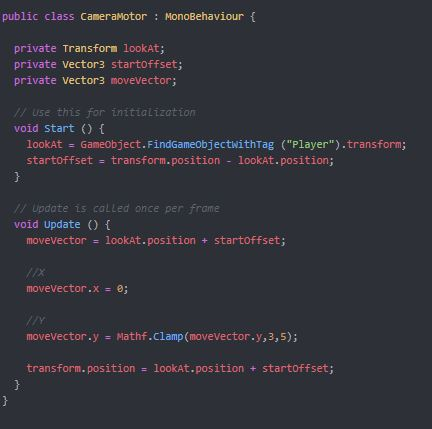 public class CameraMotor : MonoBehaviour {
private Transform lookAt;
private Vector3 startOffset;
private Vector3 moveVector;
// Use this for initialization
void Start () {
lookAt = GameObject.FindGameObjectWithTag ("Player").transform;
startOffset = transform.position - lookAt.position;
}
// Update is called once per frame
void Update () {
moveVector = lookAt.position + startOffset;
//X
moveVector.x = 0;
//Y
moveVector.y = Mathf.Clamp(moveVector.y,3,5);
transform.position = lookAt.position + startOffset;
}
}